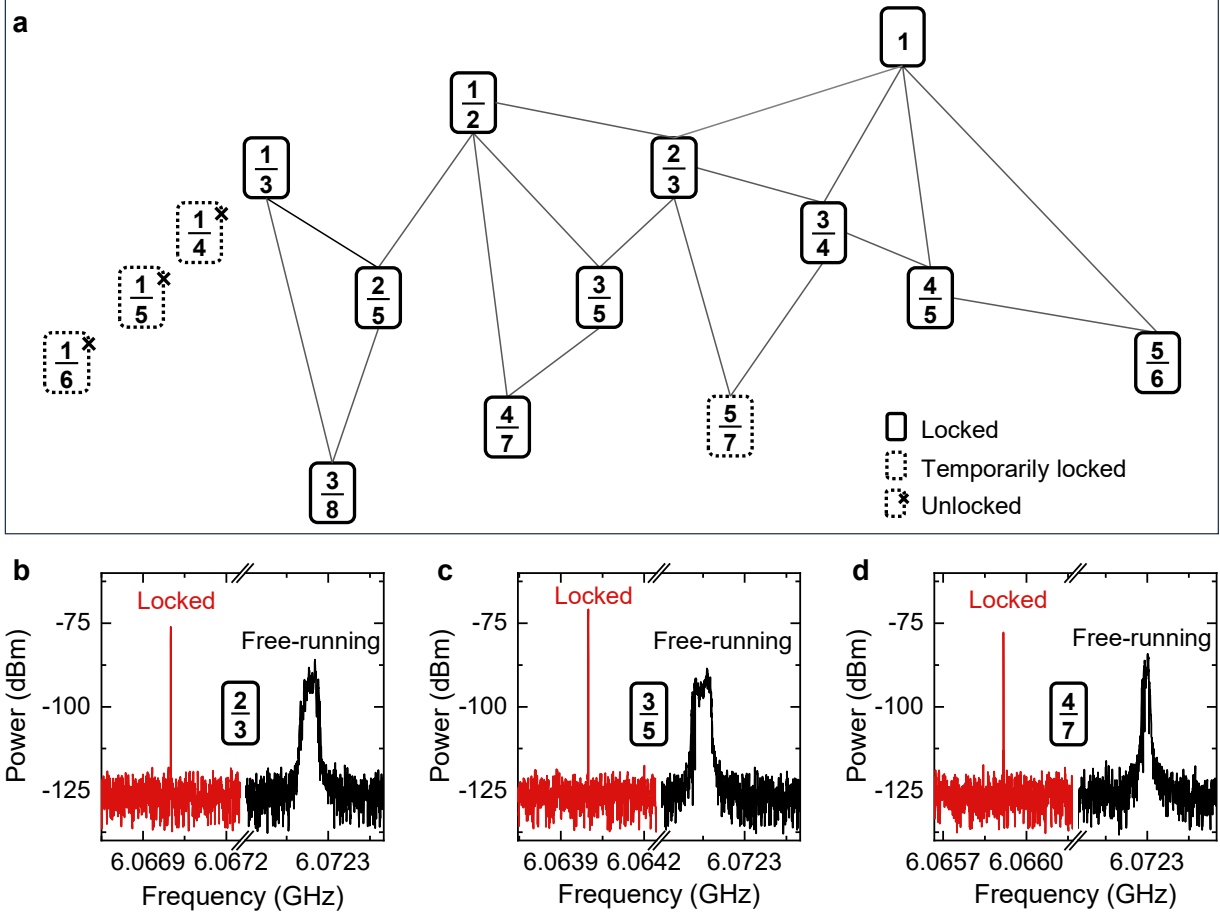 a
1
1
2
1
3
2
3
1
4
3
4
1
5
2
5
3
5
4
5
1
6
5
6
4
7
5
7
3
8
Locked
Temporarily locked
Unlocked
b
Power (dBm)
-75
-100
-125
Locked
Free-running
2
3
6.0669 6.0672 6.0723
Frequency (GHz)
c
Power (dBm)
-75
-100
-125
Locked
Free-running
3
5
6.0639 6.0642 6.0723
Frequency (GHz)
d
Power (dBm)
-75
-100
-125
Locked
Free-running
4
7
6.0657 6.0660 6.0723
Frequency (GHz)